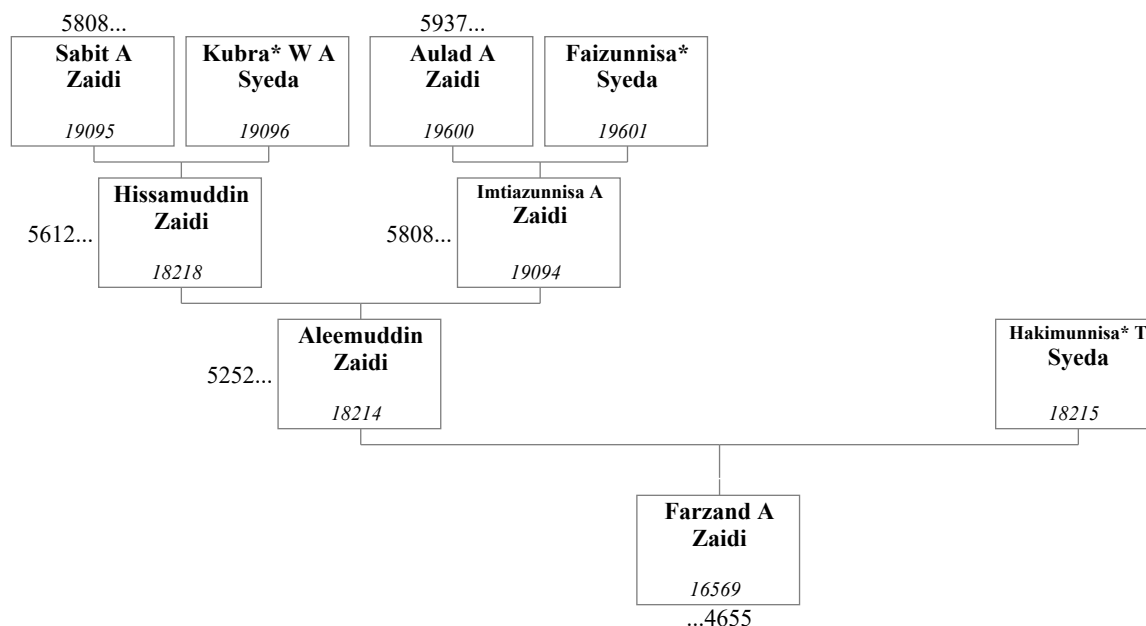 5808...
5937...
Sabit A
Zaidi
19095
Kubra* W A
Syeda
19096
Aulad A
Zaidi
19600
Faizunnisa*
Syeda
19601
5612...
Hissamuddin
Zaidi
18218
5808...
Imtiazunnisa A
Zaidi
19094
5252...
Aleemuddin
Zaidi
18214
Hakimunnisa* T
Syeda
18215
Farzand A
Zaidi
16569
...4655